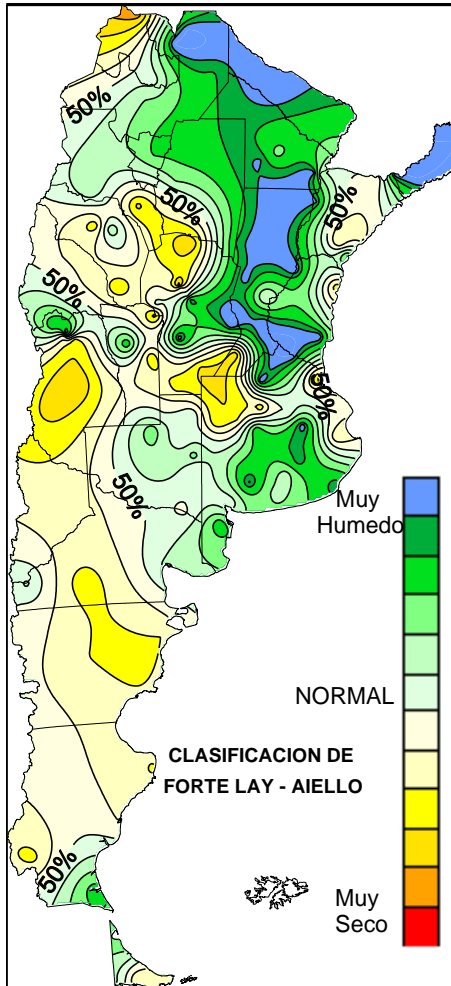 50%
50%
50%
50%
50%
50%
50%
Muy
Humedo
NORMAL
CLASIFICACION DE
FORTE LAY - AIELLO
Muy
Seco